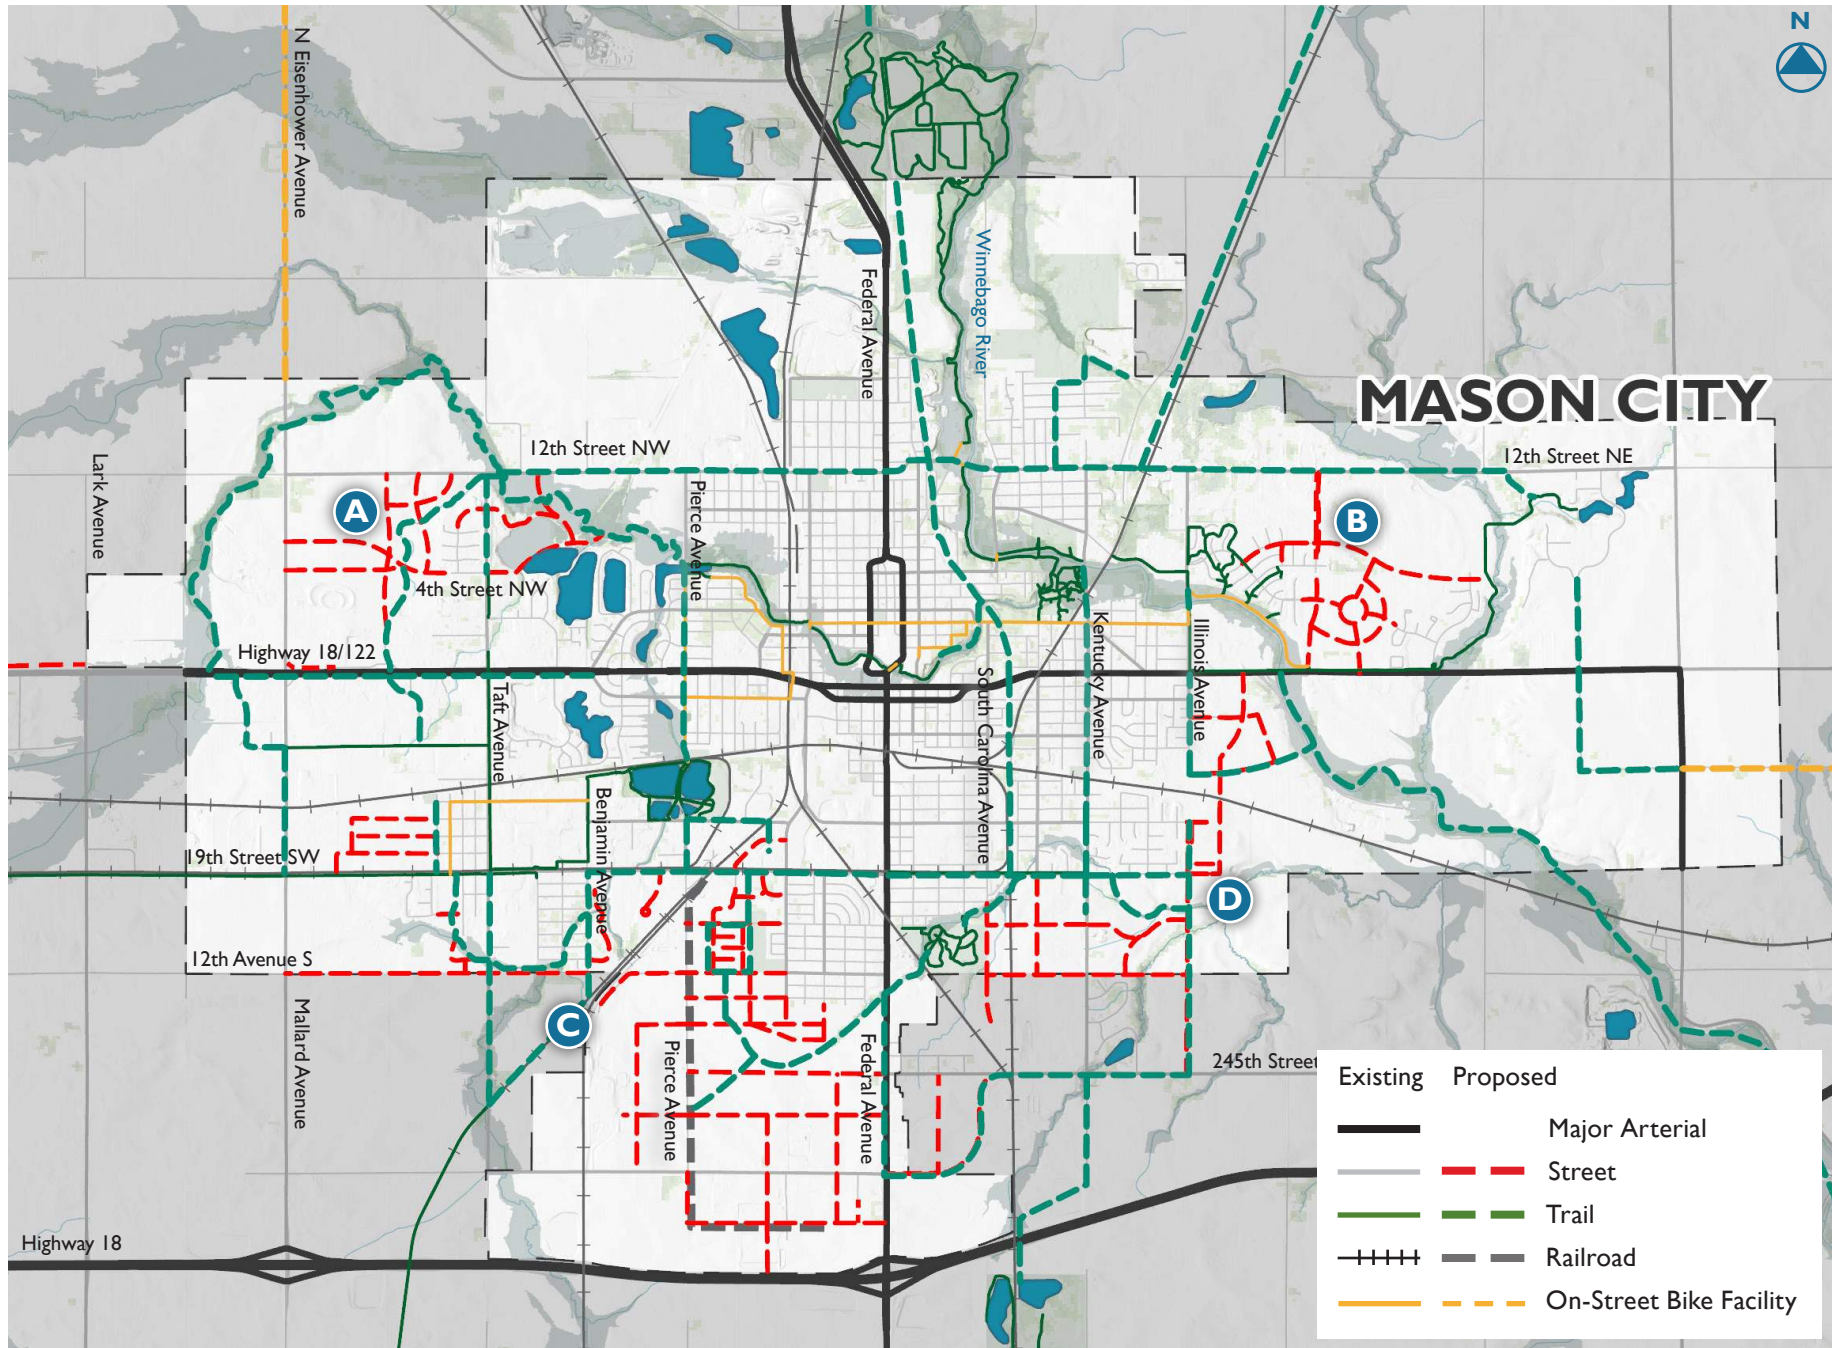 N
N Eisenhower Avenue
Winnebago River
Federal Avenue
MASON CITY
12th Street NW
12th Street NE
Lark Avenue
A
Pierce Avenue
B
4th Street NW
Kentucky Avenue
Illinois Avenue
Highway 18/122
South Carolina Avenue
Taft Avenue
Benjamin Avenue
19th Street SW
D
12th Avenue S
C
Mallard Avenue
Pierce Avenue
Federal Avenue
245th Street
Highway 18
Existing Proposed
Major Arterial
Street
Trail
Railroad
On-Street Bike Facility